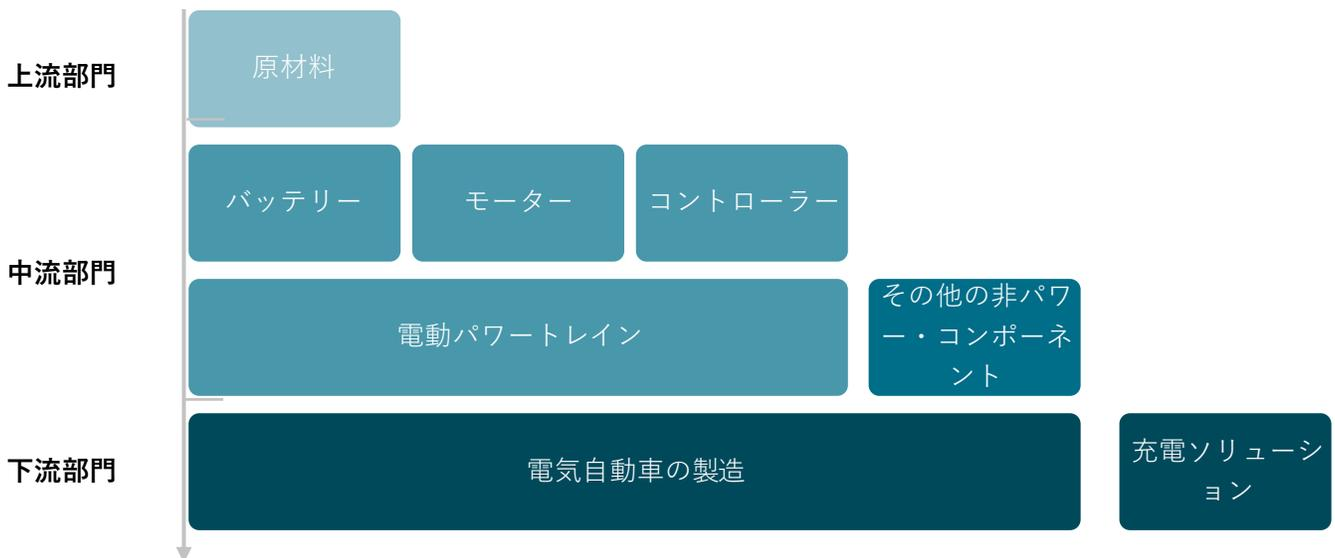 上流部門
原材料
バッテリー
モーター
コントローラー
中流部門
電動パワートレイン
その他の非パワ
ー・コンポーネ
ント
下流部門
電気自動車の製造
充電ソリューシ
ョン